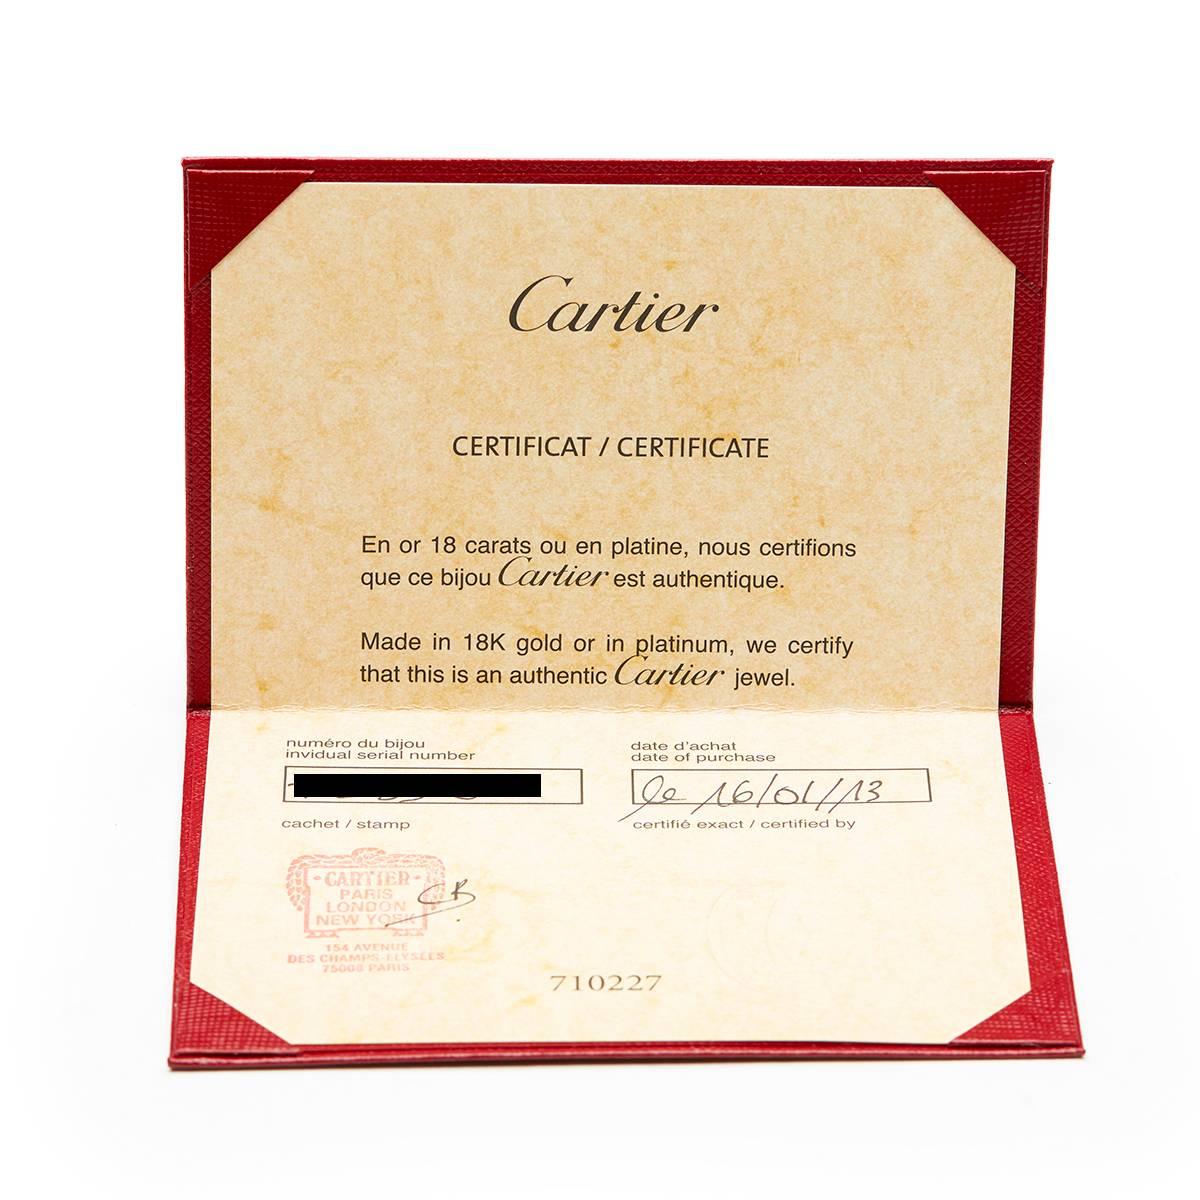 Cartier
CERTIFICAT / CERTIFICATE
En or 18 carats ou en platine, nous certifions
que ce bijou Cartier est authentique.
Made in 18K gold or in platinum, we certify
that this is an authentic Cartier jewel.
numéro du bijou
invidual serial number
date d'achat
date of purchase
le 16/01/13
cachet / stamp
certifié exact / certified by
CARTIER
PARIS
LONDON
NEW YORK
CB
154 AVENUE
DES CHAMPS-ELYSEES
75008 PARIS
710227